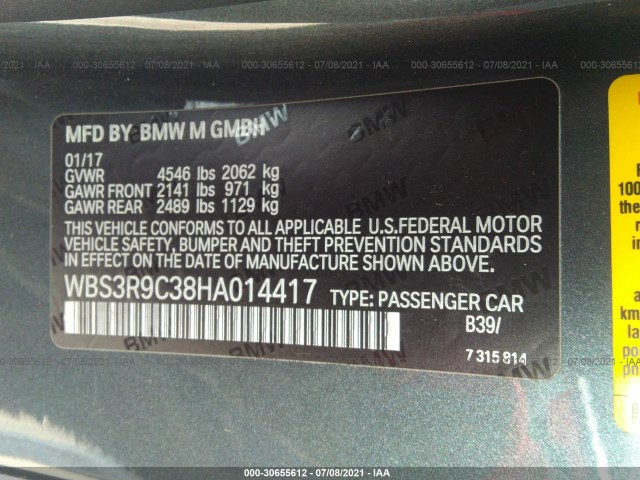 000-30655612 - 07/08/2021 - IAA
MFD BY: BMW M GMBH
01/17
GVWR 4546 lbs 2062 kg
GAWR FRONT 2141 lbs 971 kg
GAWR REAR 2489 lbs 1129 kg
THIS VEHICLE CONFORMS TO ALL APPLICABLE U.S.FEDERAL MOTOR
VEHICLE SAFETY, BUMPER AND THEFT PREVENTION STANDARDS
IN EFFECT ON THE DATE OF MANUFACTURE SHOWN ABOVE.
WBS3R9C38HA014417 TYPE: PASSENGER CAR
B39/
7 315 814
100
the
km
000-30655612 - 07/08/2021 - IAA